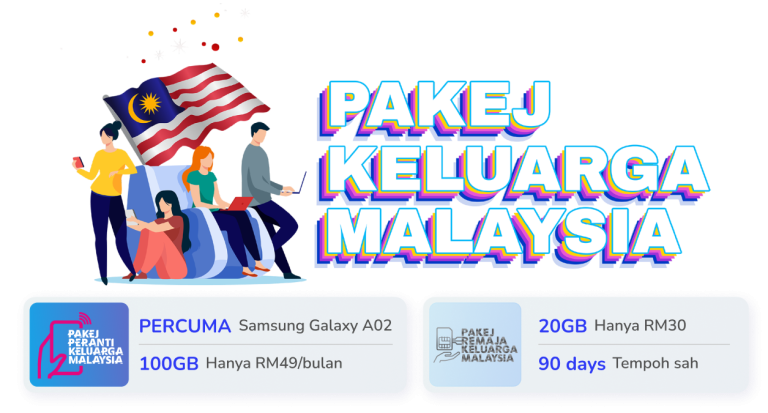 PAKEJ
KELUARGA
MALAYSIA
PAKEJ
PERANTI
KELUARGA
MALAYSIA
PERCUMA Samsung Galaxy A02
100GB Hanya RM49/bulan
PAKEJ
REMAJA
KELUARGA
MALAYSIA
20GB Hanya RM30
90 days Tempoh sah